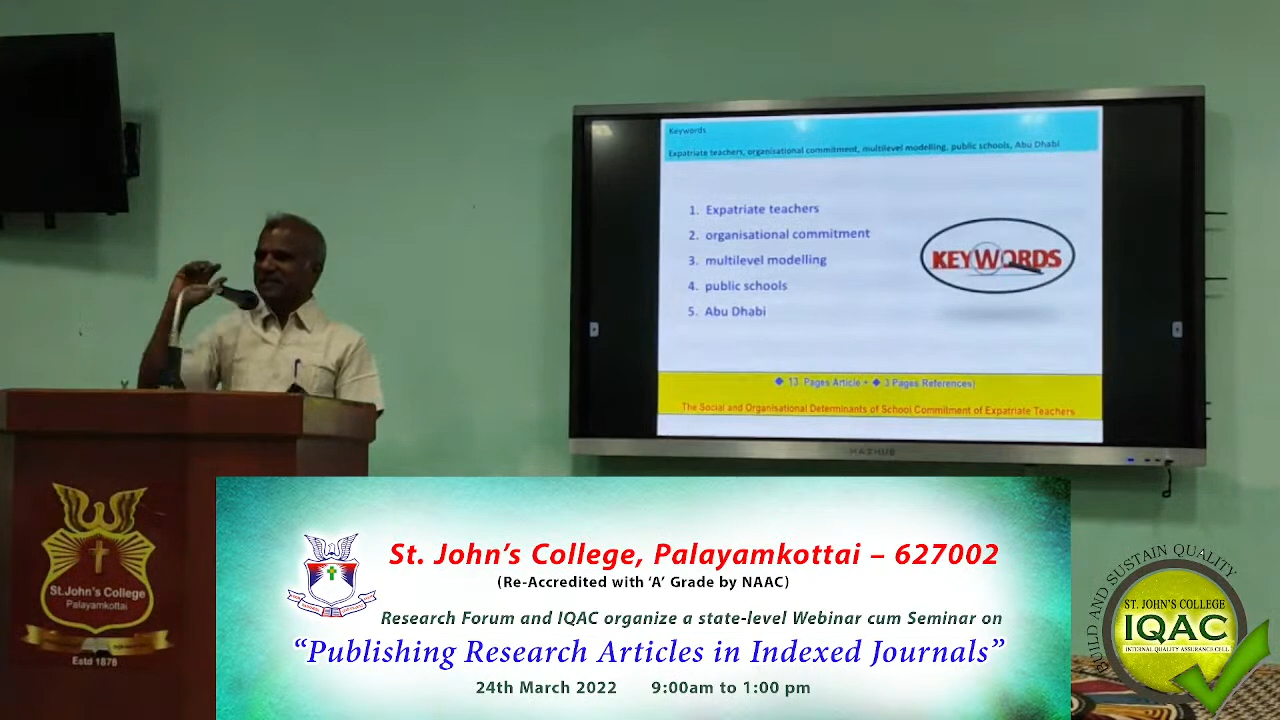 Keywords
Expatriate teachers, organisational commitment, multilevel modelling, public schools, Abu Dhabi
1. Expatriate teachers
2. organisational commitment
3. multilevel modelling
4. public schools
5. Abu Dhabi
KEYWORDS
◆ 13 Pages Article + ◆ 3 Pages References)
The Social and Organisational Determinants of School Commitment of Expatriate Teachers
St.John's College
Palayamkottai
Estd 1878
St. John's College, Palayamkottai – 627002
(Re-Accredited with 'A' Grade by NAAC)
Research Forum and IQAC organize a state-level Webinar cum Seminar on
“Publishing Research Articles in Indexed Journals”
24th March 2022 9:00am to 1:00 pm
BUILD AND SUSTAIN QUALITY
ST. JOHN'S COLLEGE
IQAC
INTERNAL QUALITY ASSURANCE CELL